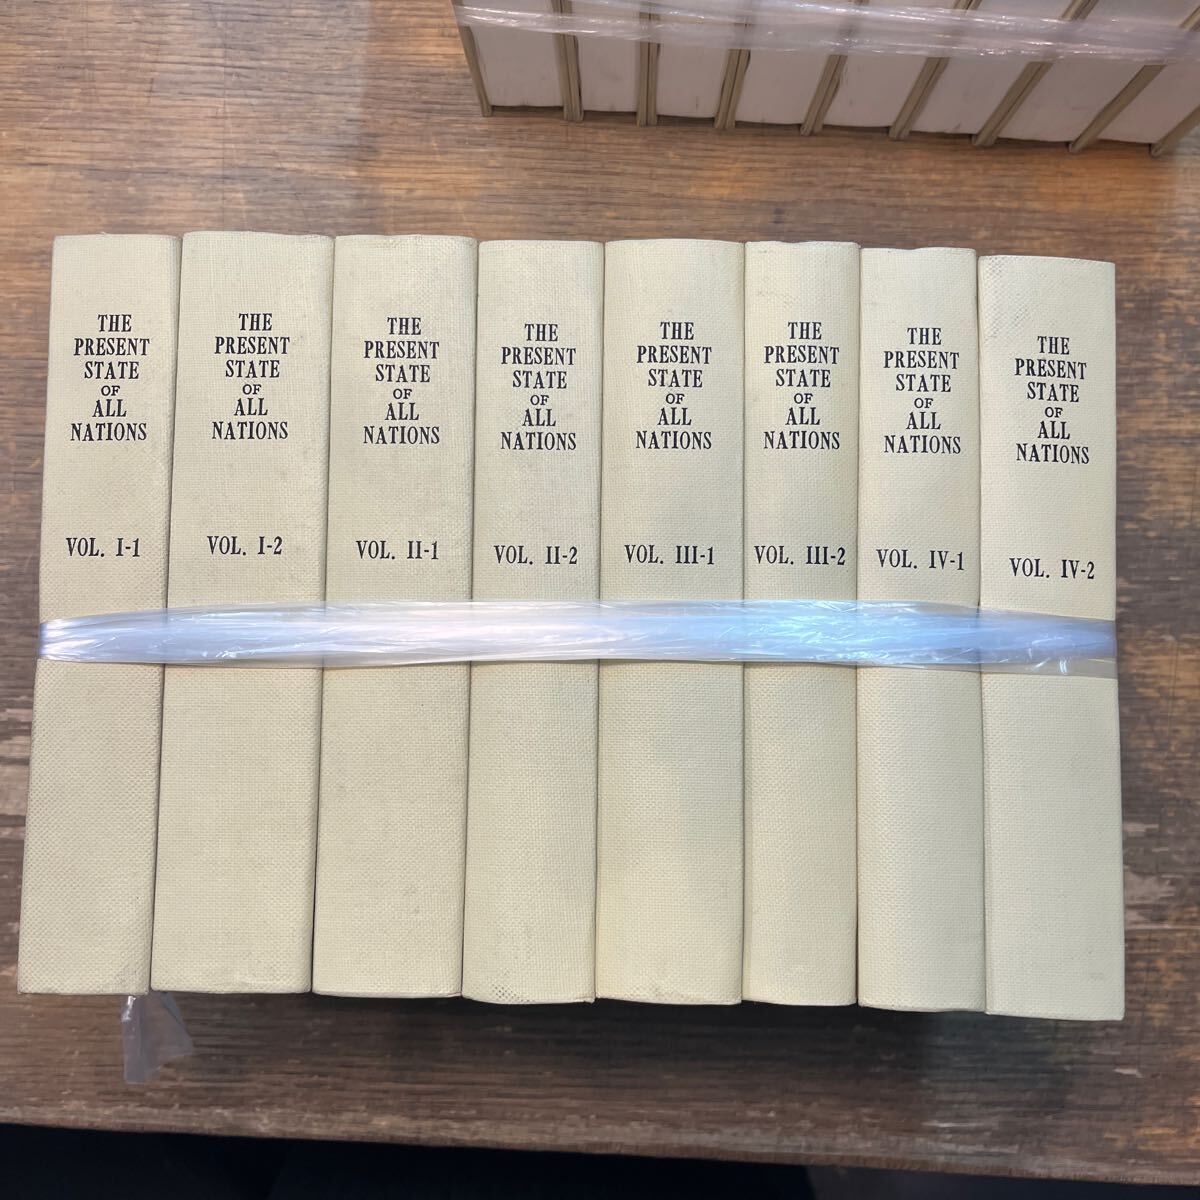 THE
PRESENT
STATE
OF
ALL
NATIONS
VOL. I-1
THE
PRESENT
STATE
OF
ALL
NATIONS
VOL. I-2
THE
PRESENT
STATE
OF
ALL
NATIONS
VOL. II-1
THE
PRESENT
STATE
OF
ALL
NATIONS
VOL. II-2
THE
PRESENT
STATE
OF
ALL
NATIONS
VOL. III-1
THE
PRESENT
STATE
OF
ALL
NATIONS
VOL. III-2
THE
PRESENT
STATE
OF
ALL
NATIONS
VOL. IV-1
THE
PRESENT
STATE
OF
ALL
NATIONS
VOL. IV-2